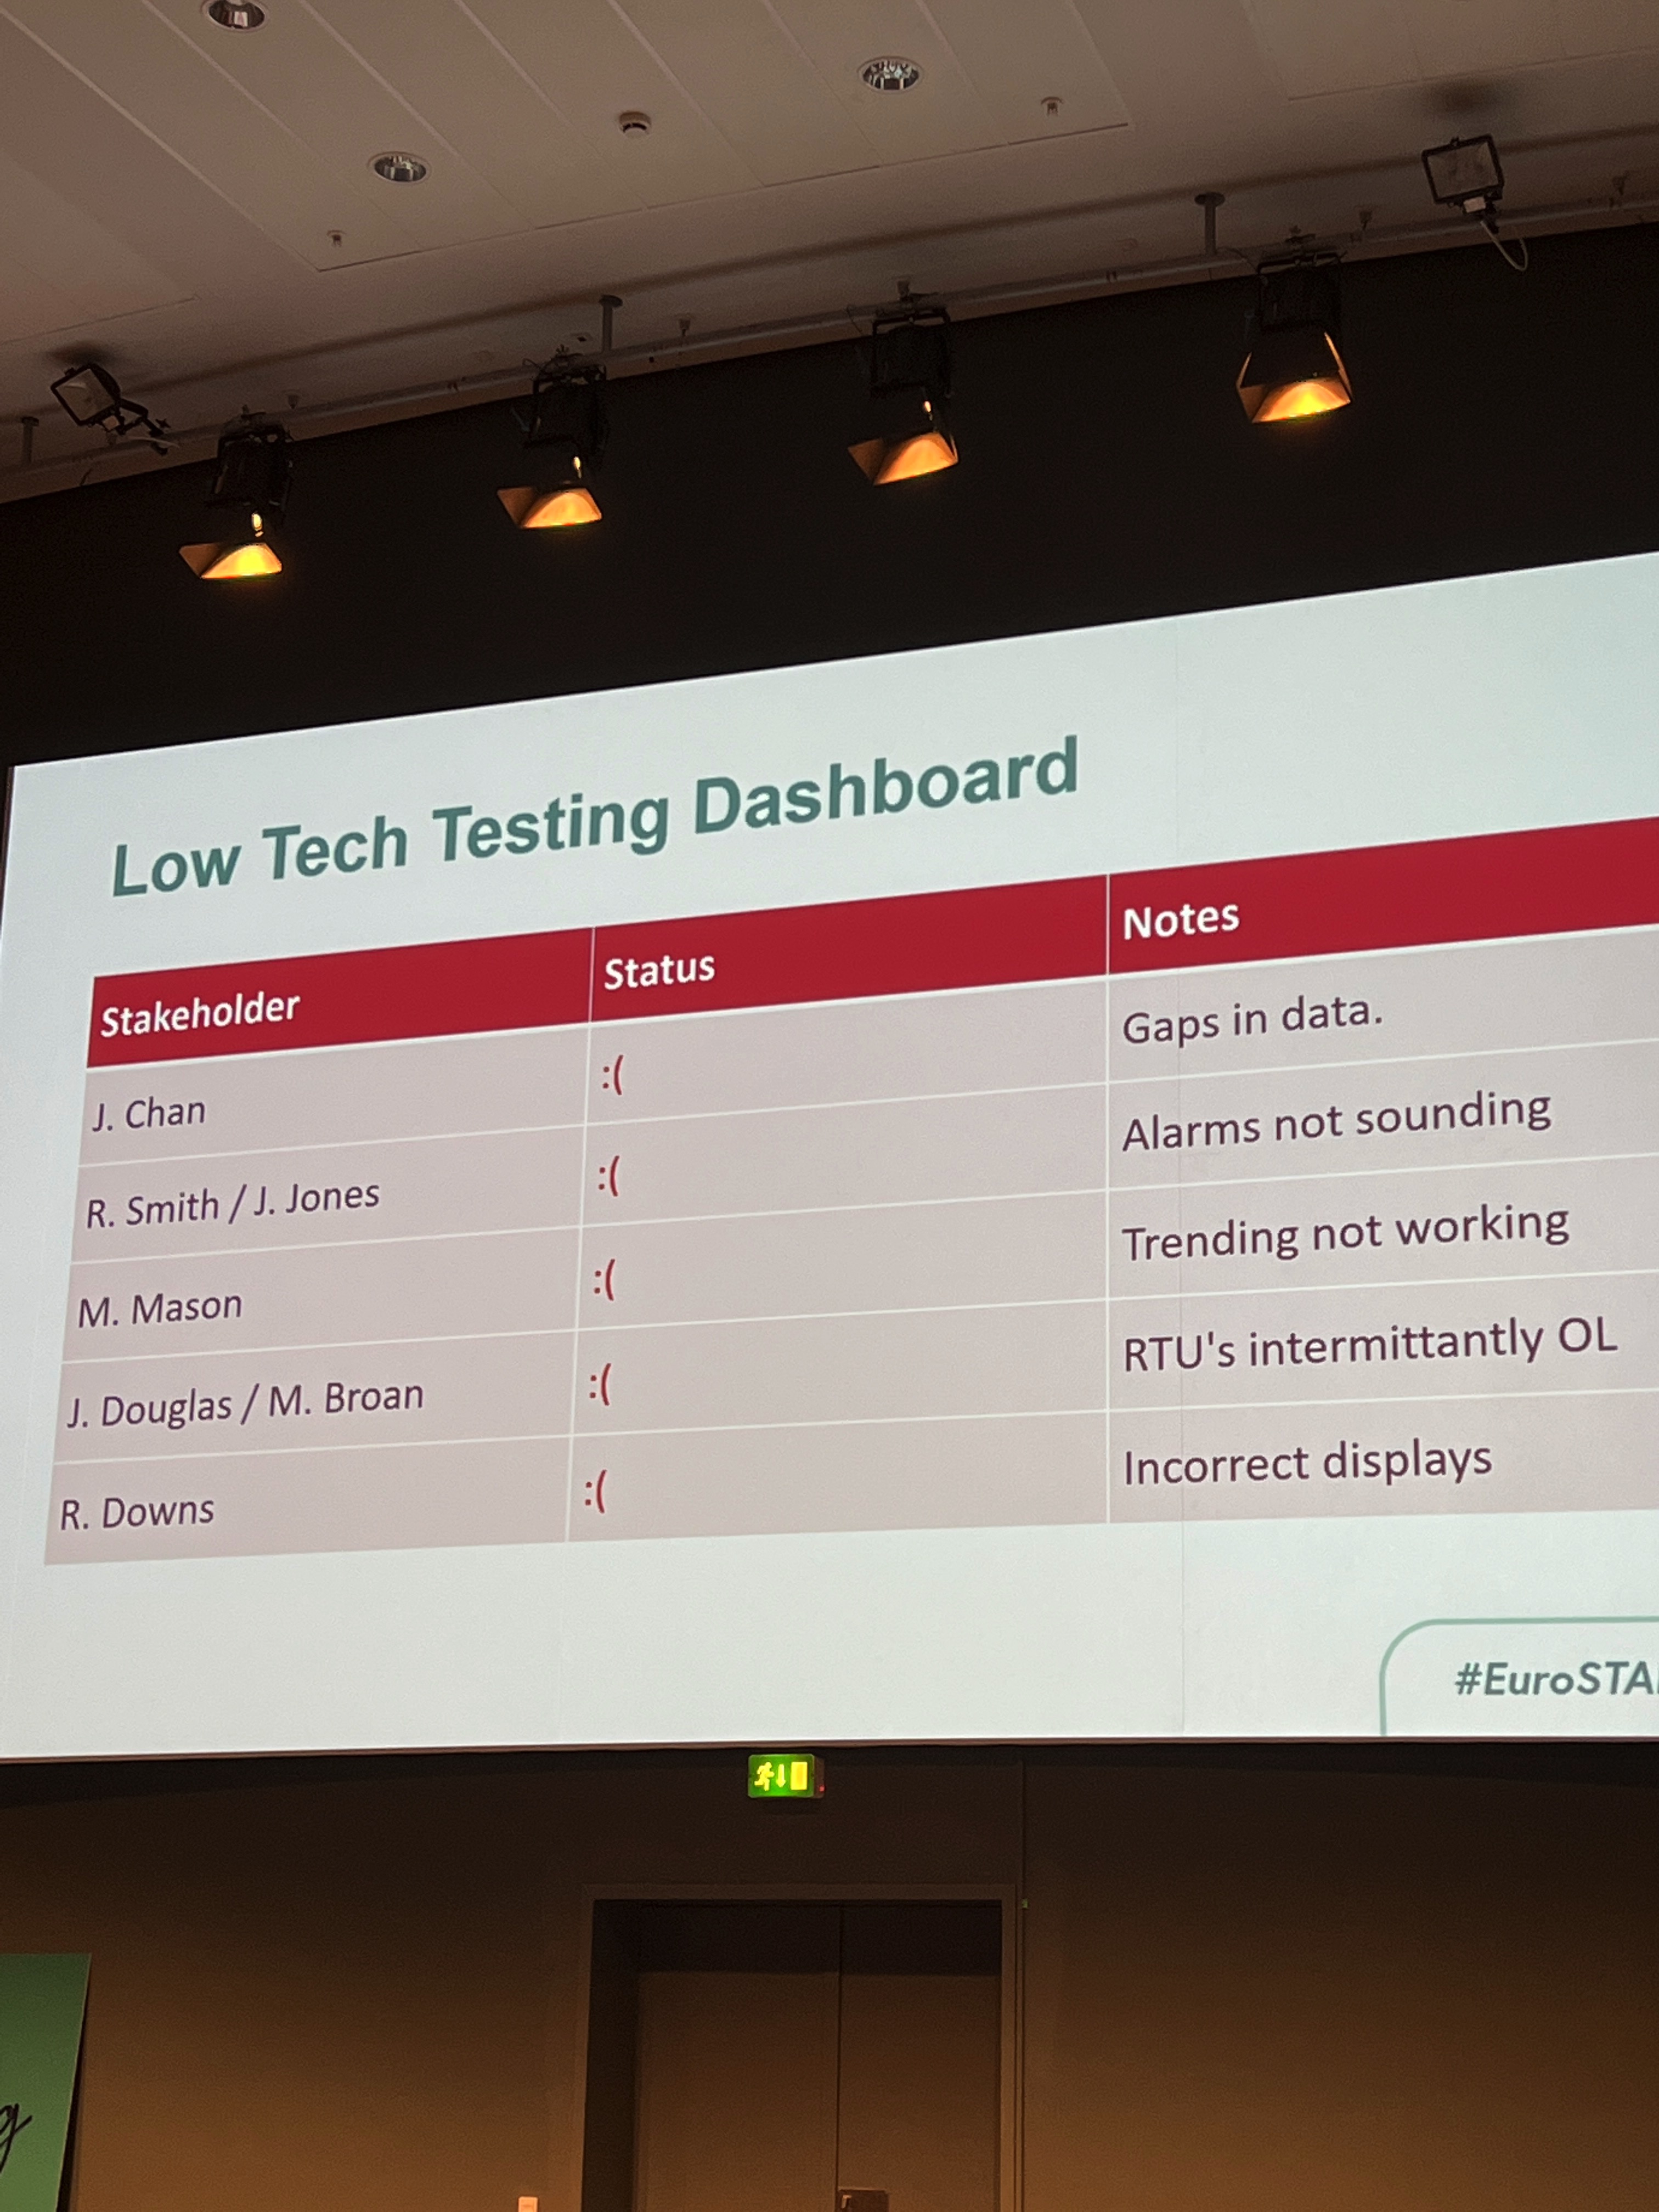 Low Tech Testing Dashboard
Stakeholder Status Notes
J. Chan :( Gaps in data.
R. Smith / J. Jones :( Alarms not sounding
M. Mason :( Trending not working
J. Douglas / M. Broan :( RTU's intermittantly OL
R. Downs :( Incorrect displays
#EuroSTA